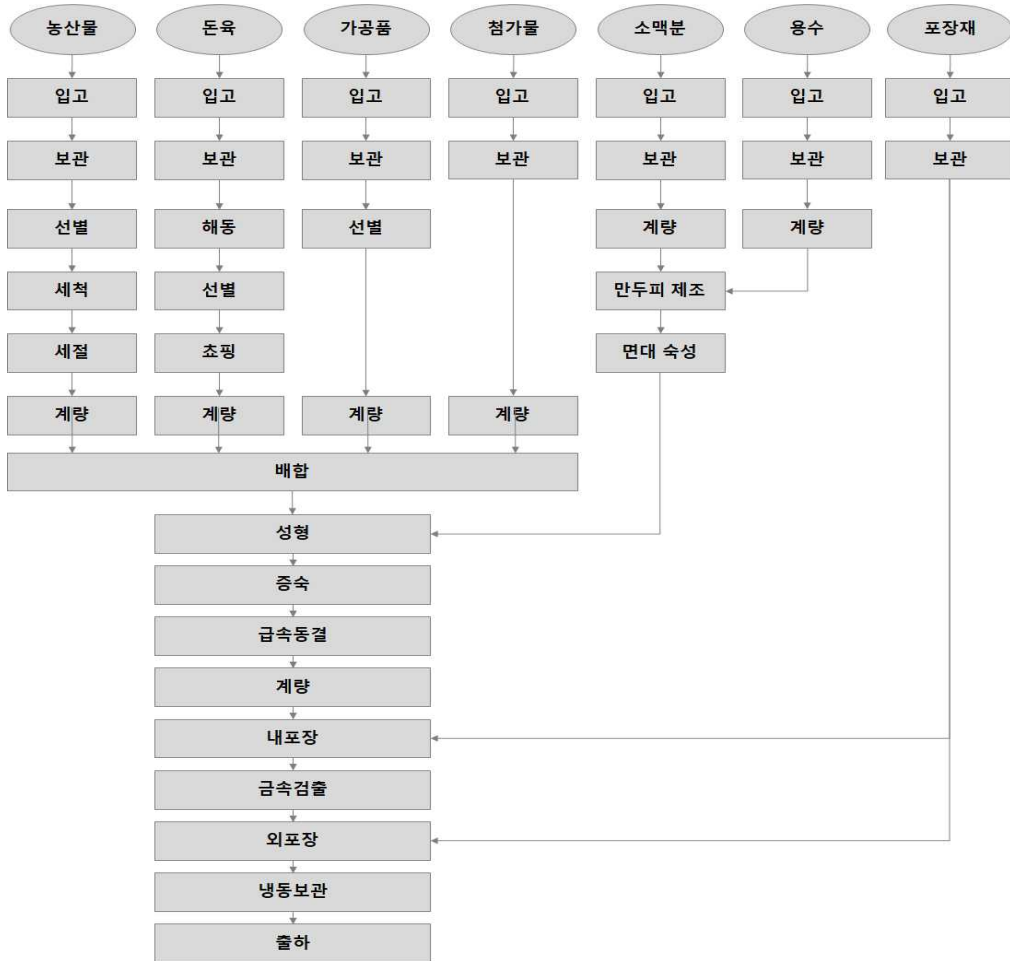 농산물 돈육 가공품 첨가물 소맥분 용수 포장재
입고 입고 입고 입고 입고 입고 입고
보관 보관 보관 보관 보관 보관 보관
선별 해동 선별 계량 계량
세척 선별 만두피 제조
세절 쵸핑 면대 숙성
계량 계량 계량 계량
배합
성형
증숙
급속동결
계량
내포장
금속검출
외포장
냉동보관
출하